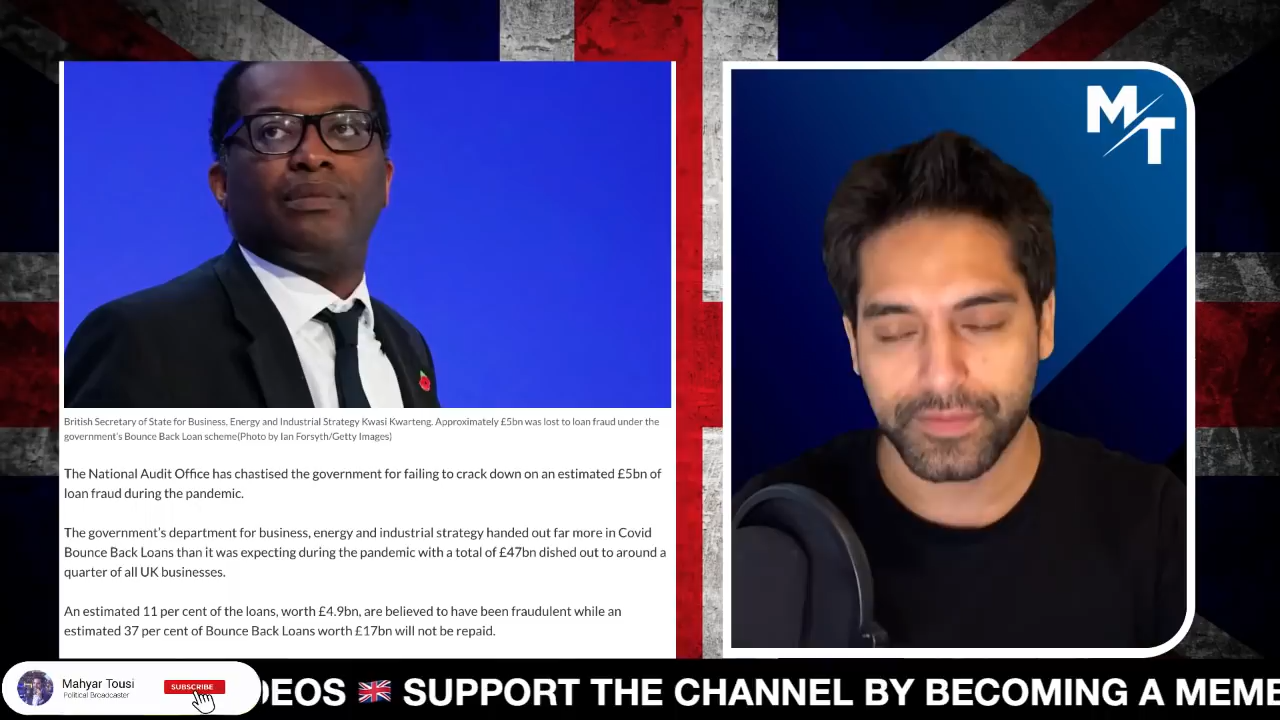 MT
British Secretary of State for Business, Energy and Industrial Strategy Kwasi Kwarteng. Approximately £5bn was lost to loan fraud under the
government's Bounce Back Loan scheme(Photo by Ian Forsyth/Getty Images)
The National Audit Office has chastised the government for failing to crack down on an estimated £5bn of
loan fraud during the pandemic.
The government's department for business, energy and industrial strategy handed out far more in Covid
Bounce Back Loans than it was expecting during the pandemic with a total of £47bn dished out to around a
quarter of all UK businesses.
An estimated 11 per cent of the loans, worth £4.9bn, are believed to have been fraudulent while an
estimated 37 per cent of Bounce Back Loans worth £17bn will not be repaid.
Mahyar Tousi
Political Broadcaster
SUBSCRIBE
DEOS 🇬🇧 SUPPORT THE CHANNEL BY BECOMING A MEME